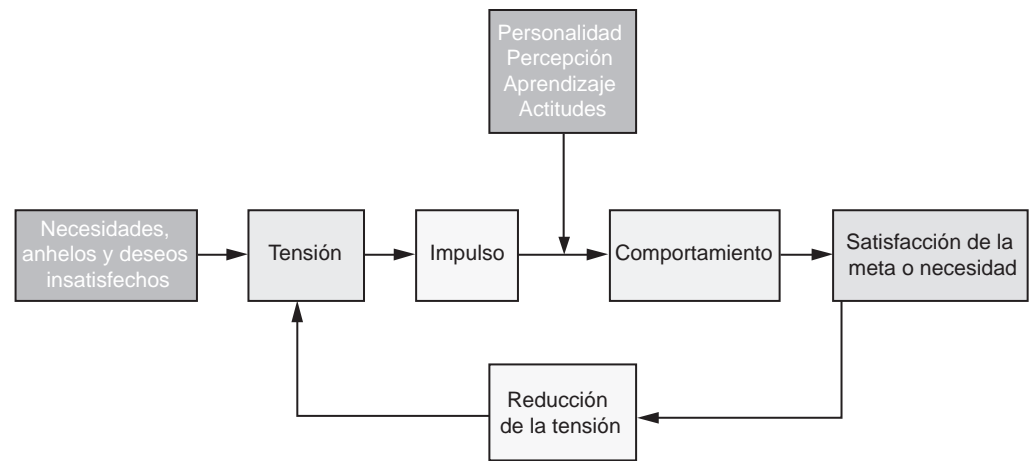 Personalidad
Percepción
Aprendizaje
Actitudes
Necesidades,
anhelos y deseos
insatisfechos
Tensión
Impulso
Comportamiento
Satisfacción de la
meta o necesidad
Reducción
de la tensión